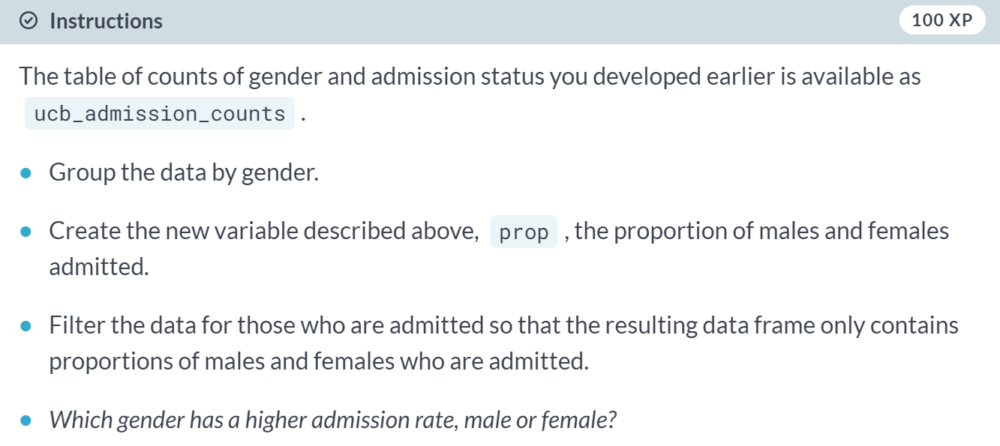 Instructions
100 XP
The table of counts of gender and admission status you developed earlier is available as
ucb_admission_counts .
Group the data by gender.
Create the new variable described above, prop , the proportion of males and females
admitted.
Filter the data for those who are admitted so that the resulting data frame only contains
proportions of males and females who are admitted.
Which gender has a higher admission rate, male or female?